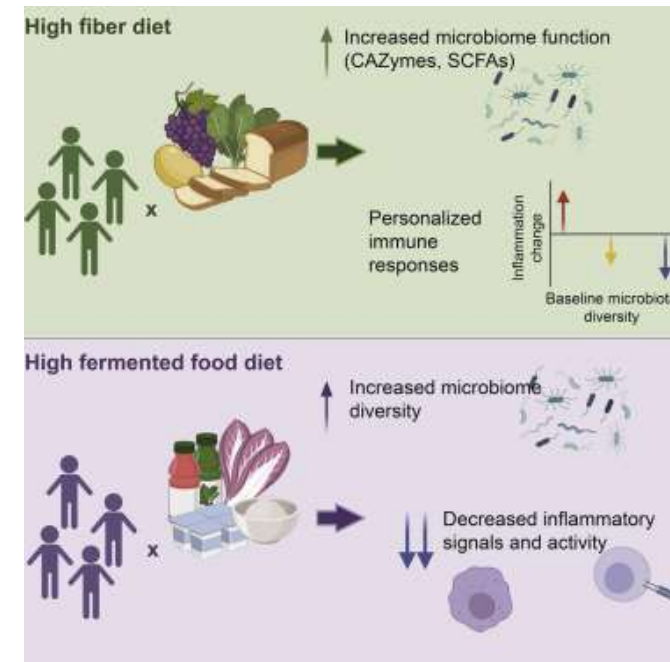 High fiber diet
Increased microbiome function
(CAZymes, SCFAs)
x
Personalized
immune
responses
Inflammation
change
Baseline microbiot
diversity
High fermented food diet
Increased microbiome
diversity
x
Decreased inflammatory
signals and activity